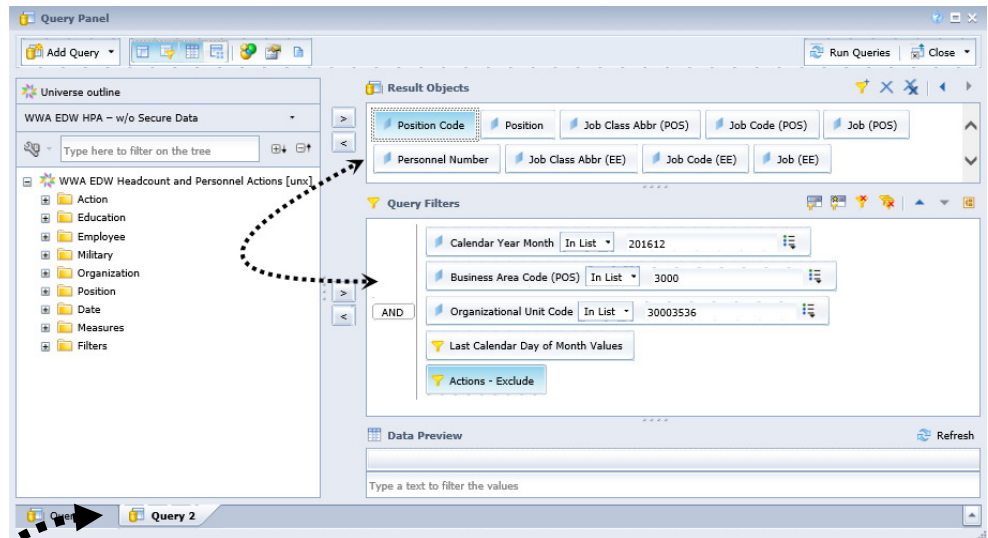 Query Panel
Add Query
Run Queries
Close
Universe outline
WWA EDW HPA – w/o Secure Data
Type here to filter on the tree
WWA EDW Headcount and Personnel Actions [unx]
Action
Education
Employee
Military
Organization
Position
Date
Measures
Filters
>
<
>
<
Result Objects
Position Code Position Job Class Abbr (POS) Job Code (POS) Job (POS)
Personnel Number Job Class Abbr (EE) Job Code (EE) Job (EE)
Query Filters
AND
Calendar Year Month In List 201612
Business Area Code (POS) In List 3000
Organizational Unit Code In List 30003536
Last Calendar Day of Month Values
Actions - Exclude
Data Preview
Refresh
Type a text to filter the values
Query 2